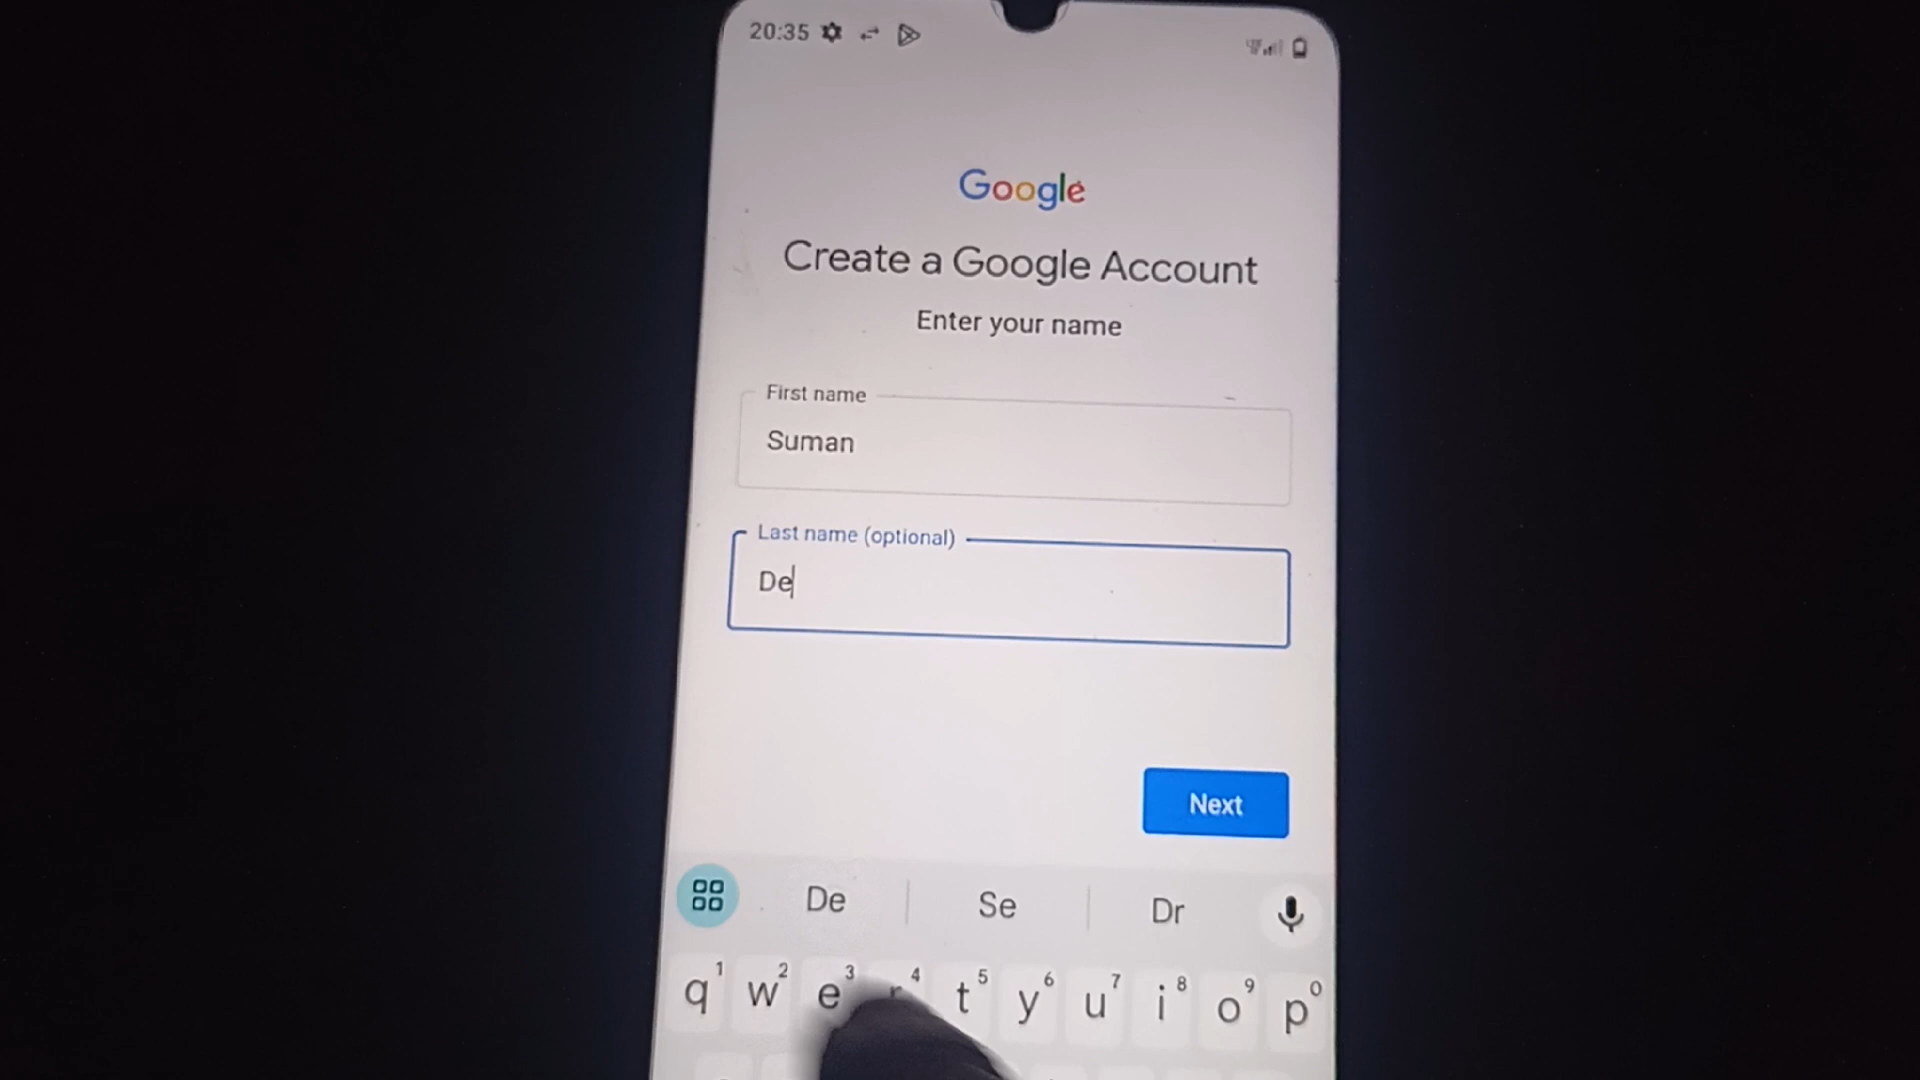 20:35
Google
Create a Google Account
Enter your name
First name
Suman
Last name (optional)
De
Next
De Se Dr
q1 w2 e3 r4 t5 y6 u7 i8 o9 p0